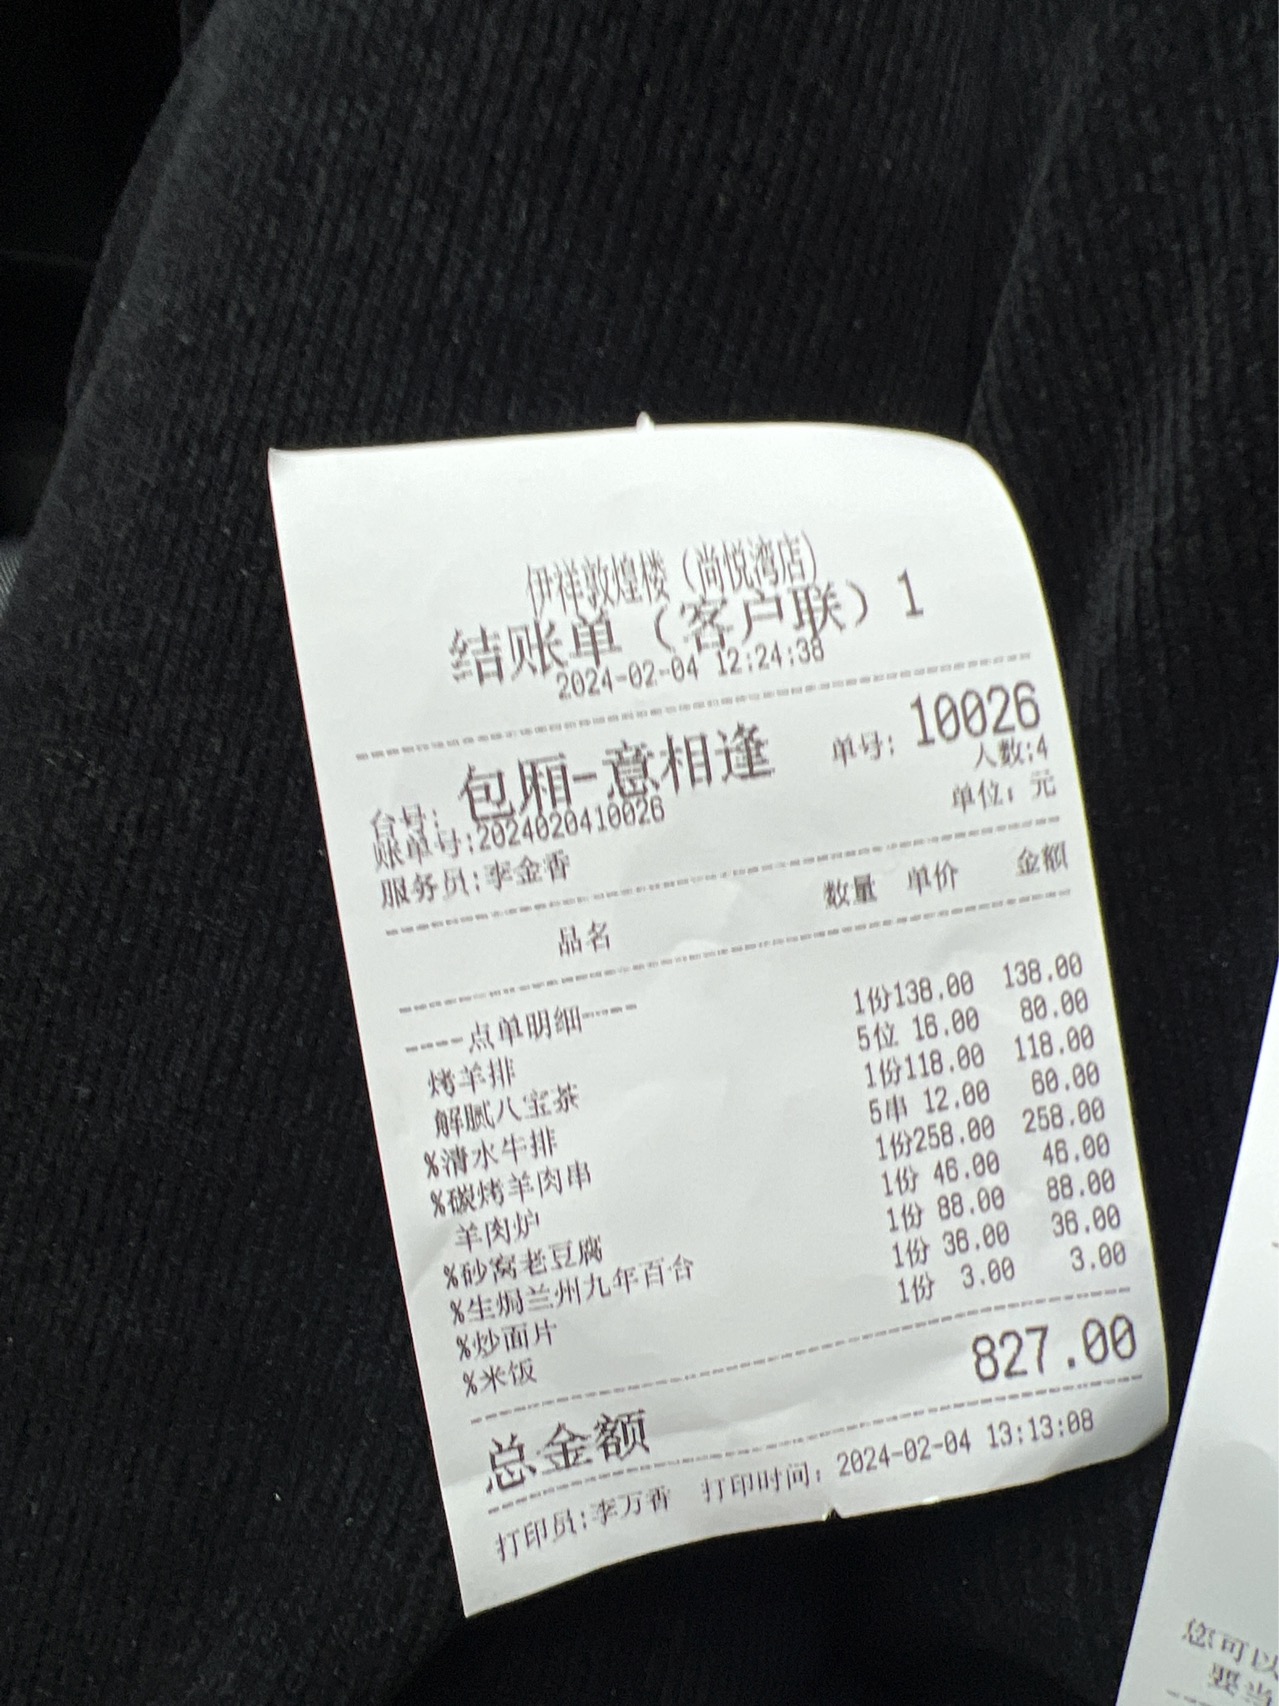 伊祥敦煌楼（尚悦湾店）
结账单（客户联）1
2024-02-04 12:24:38
台号: 包厢-意相逢 单号: 10026
账单号:2024020410026 人数:4
服务员:李金香 单位: 元
品名 数量 单价 金额
----点单明细----
烤羊排 1份138.00 138.00
解腻八宝茶 5位 16.00 80.00
%清水牛排 1份118.00 118.00
%碳烤羊肉串 5串 12.00 60.00
羊肉炉 1份258.00 258.00
%砂窝老豆腐 1份 46.00 46.00
%生焗兰州九年百合 1份 88.00 88.00
%炒面片 1份 36.00 36.00
%米饭 1份 3.00 3.00
总金额 827.00
打印员:李万香 打印时间: 2024-02-04 13:13:08
您可以
要当